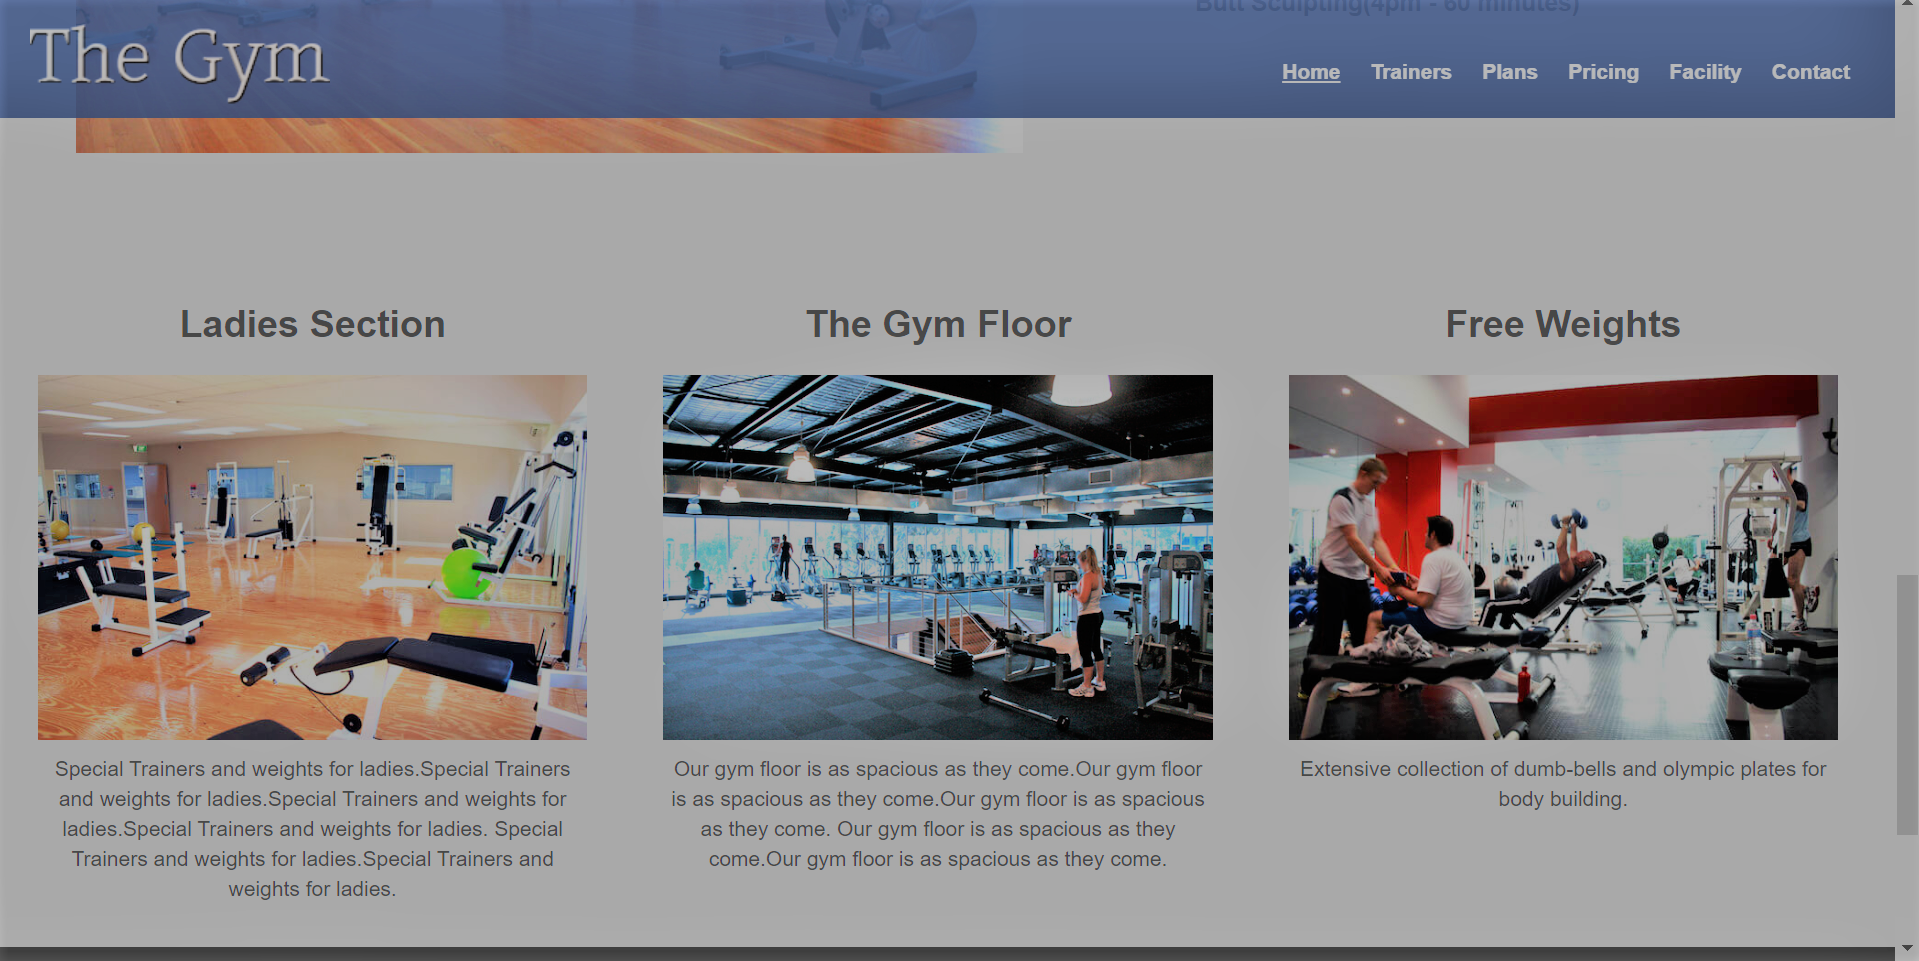 Butt Sculpting(4pm - 60 minutes)
The Gym
Home Trainers Plans Pricing Facility Contact
Ladies Section
The Gym Floor
Free Weights
Special Trainers and weights for ladies.Special Trainers
and weights for ladies.Special Trainers and weights for
ladies.Special Trainers and weights for ladies. Special
Trainers and weights for ladies.Special Trainers and
weights for ladies.
Our gym floor is as spacious as they come.Our gym floor
is as spacious as they come.Our gym floor is as spacious
as they come. Our gym floor is as spacious as they
come.Our gym floor is as spacious as they come.
Extensive collection of dumb-bells and olympic plates for
body building.